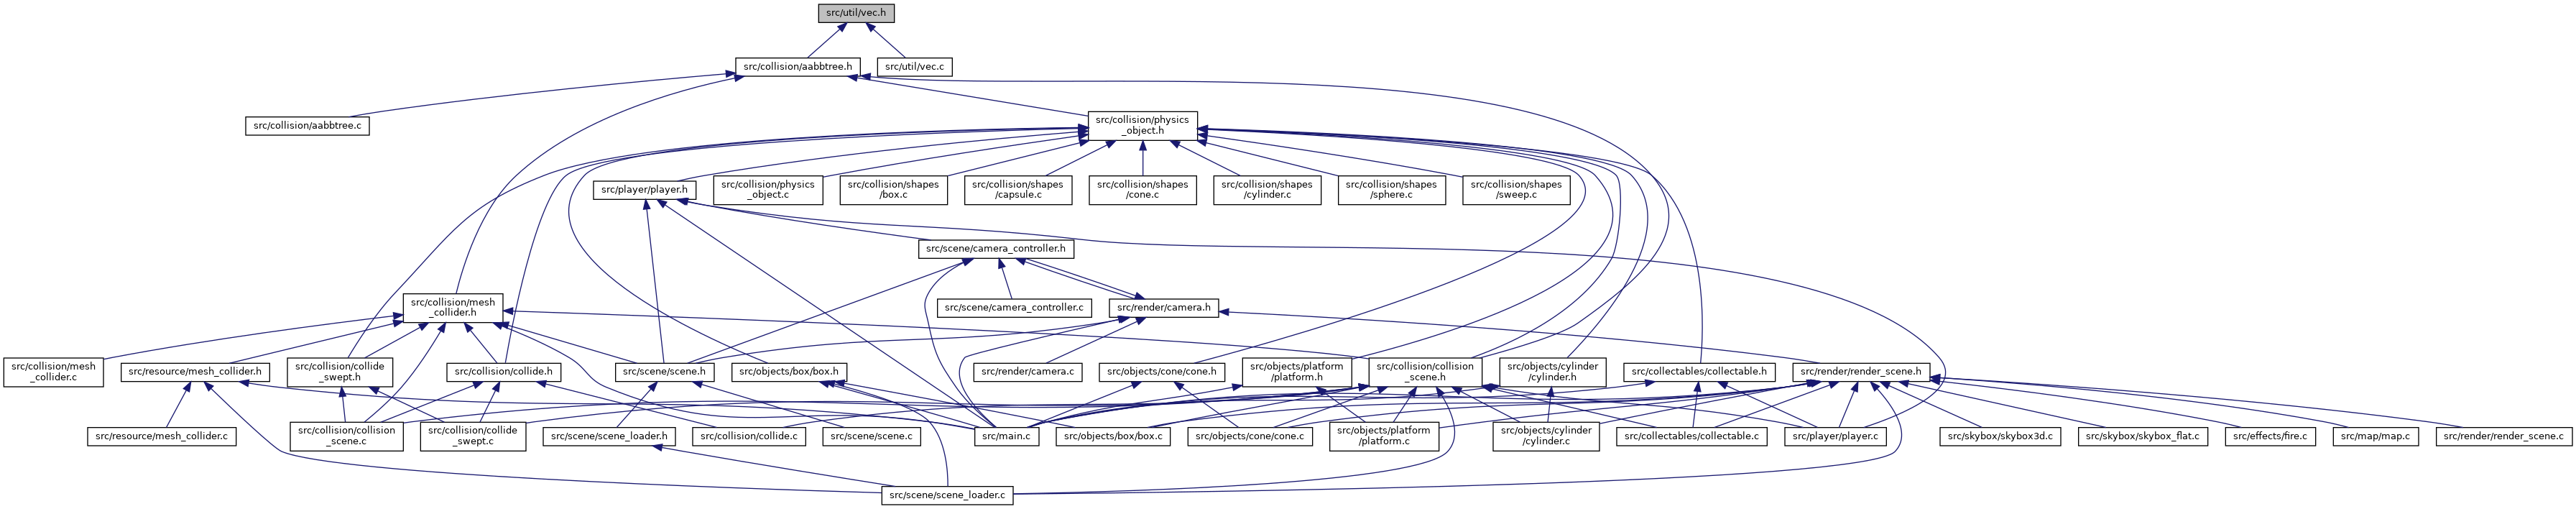 src/util/vec.h
src/collision/aabbtree.h
src/util/vec.c
src/collision/aabbtree.c
src/collision/physics
_object.h
src/player/player.h
src/collision/physics
_object.c
src/collision/shapes
/box.c
src/collision/shapes
/capsule.c
src/collision/shapes
/cone.c
src/collision/shapes
/cylinder.c
src/collision/shapes
/sphere.c
src/collision/shapes
/sweep.c
src/scene/camera_controller.h
src/collision/mesh
_collider.h
src/scene/camera_controller.c
src/render/camera.h
src/collision/mesh
_collider.c
src/resource/mesh_collider.h
src/collision/collide
_swept.h
src/collision/collide.h
src/scene/scene.h
src/objects/box/box.h
src/render/camera.c
src/objects/cone/cone.h
src/objects/platform
/platform.h
src/collision/collision
_scene.h
src/objects/cylinder
/cylinder.h
src/collectables/collectable.h
src/render/render_scene.h
src/resource/mesh_collider.c
src/collision/collision
_scene.c
src/collision/collide
_swept.c
src/scene/scene_loader.h
src/collision/collide.c
src/scene/scene.c
src/main.c
src/objects/box/box.c
src/objects/cone/cone.c
src/objects/platform
/platform.c
src/objects/cylinder
/cylinder.c
src/collectables/collectable.c
src/player/player.c
src/skybox/skybox3d.c
src/skybox/skybox_flat.c
src/effects/fire.c
src/map/map.c
src/render/render_scene.c
src/scene/scene_loader.c